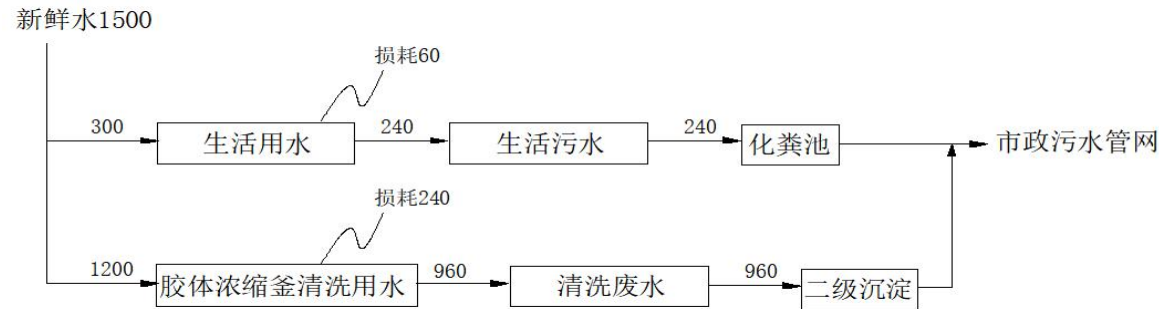 新鲜水1500
损耗60
300
生活用水
240
生活污水
240
化粪池
市政污水管网
损耗240
1200
胶体浓缩釜清洗用水
960
清洗废水
960
二级沉淀